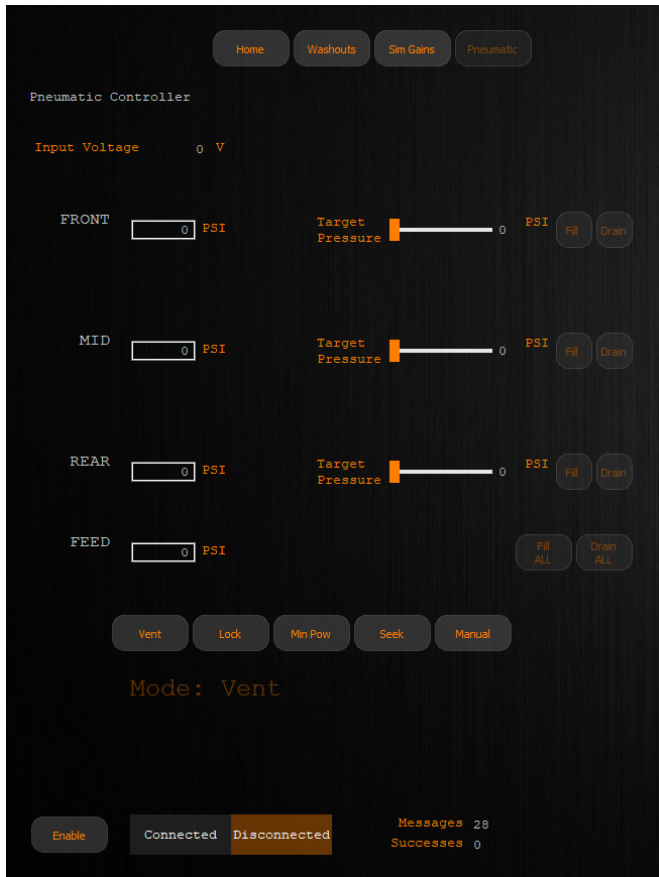 Home Washouts Sim Gains Pneumatic
Pneumatic Controller
Input Voltage 0 V
FRONT 0 PSI Target Pressure 0 PSI Fill Drain
MID 0 PSI Target Pressure 0 PSI Fill Drain
REAR 0 PSI Target Pressure 0 PSI Fill Drain
FEED 0 PSI Fill ALL Drain ALL
Vent Lock Min Pow Seek Manual
Mode: Vent
Enable Connected Disconnected
Messages 28
Successes 0